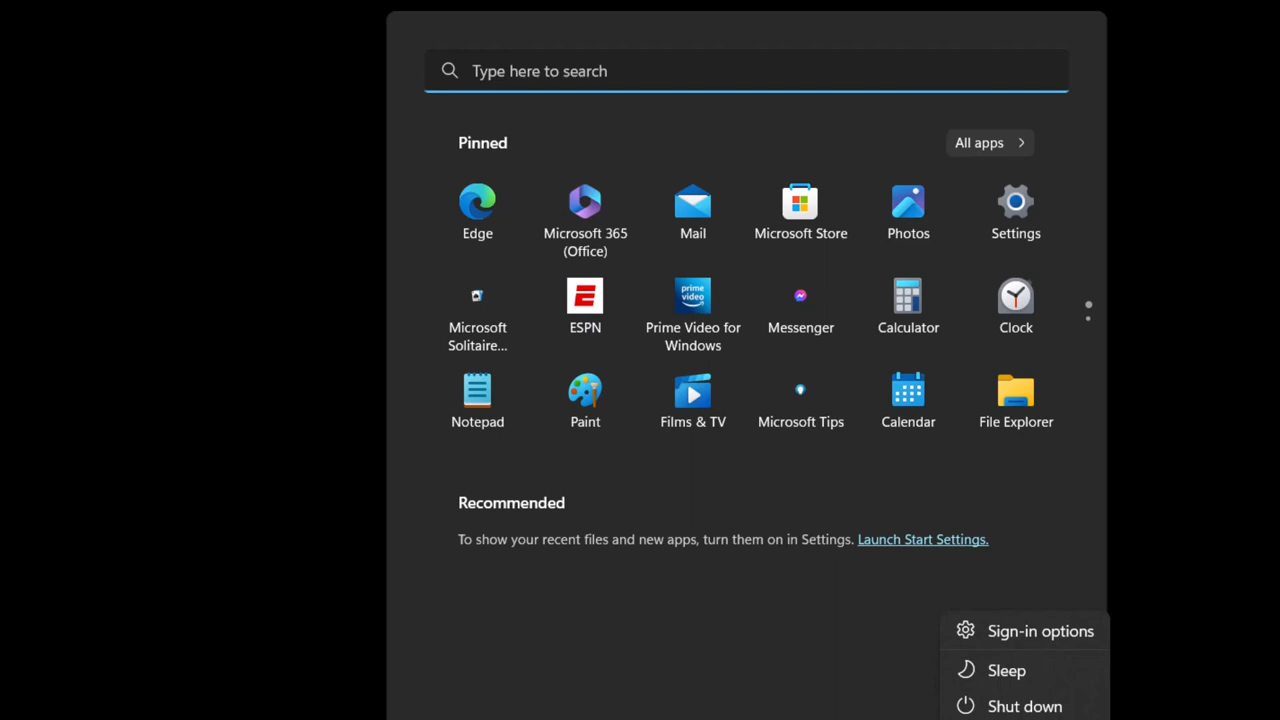 Type here to search
Pinned
All apps
Edge
Microsoft 365
(Office)
Mail
Microsoft Store
Photos
Settings
Microsoft
Solitaire...
ESPN
prime
video
Prime Video for
Windows
Messenger
Calculator
Clock
Notepad
Paint
Films & TV
Microsoft Tips
Calendar
File Explorer
Recommended
To show your recent files and new apps, turn them on in Settings. Launch Start Settings.
Sign-in options
Sleep
Shut down